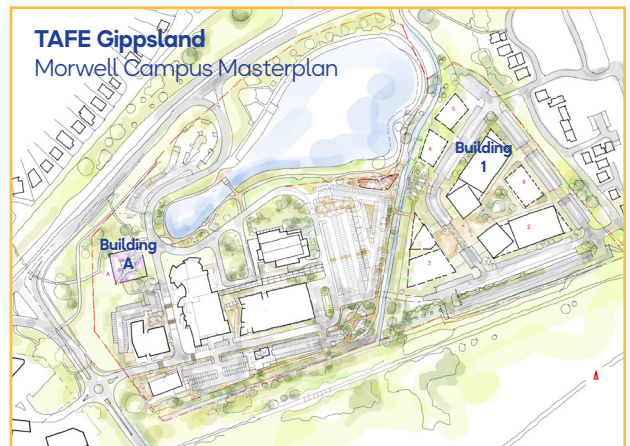 TAFE Gippsland
Morwell Campus Masterplan
5
4
Building
1
6
2
3
Building
A
A